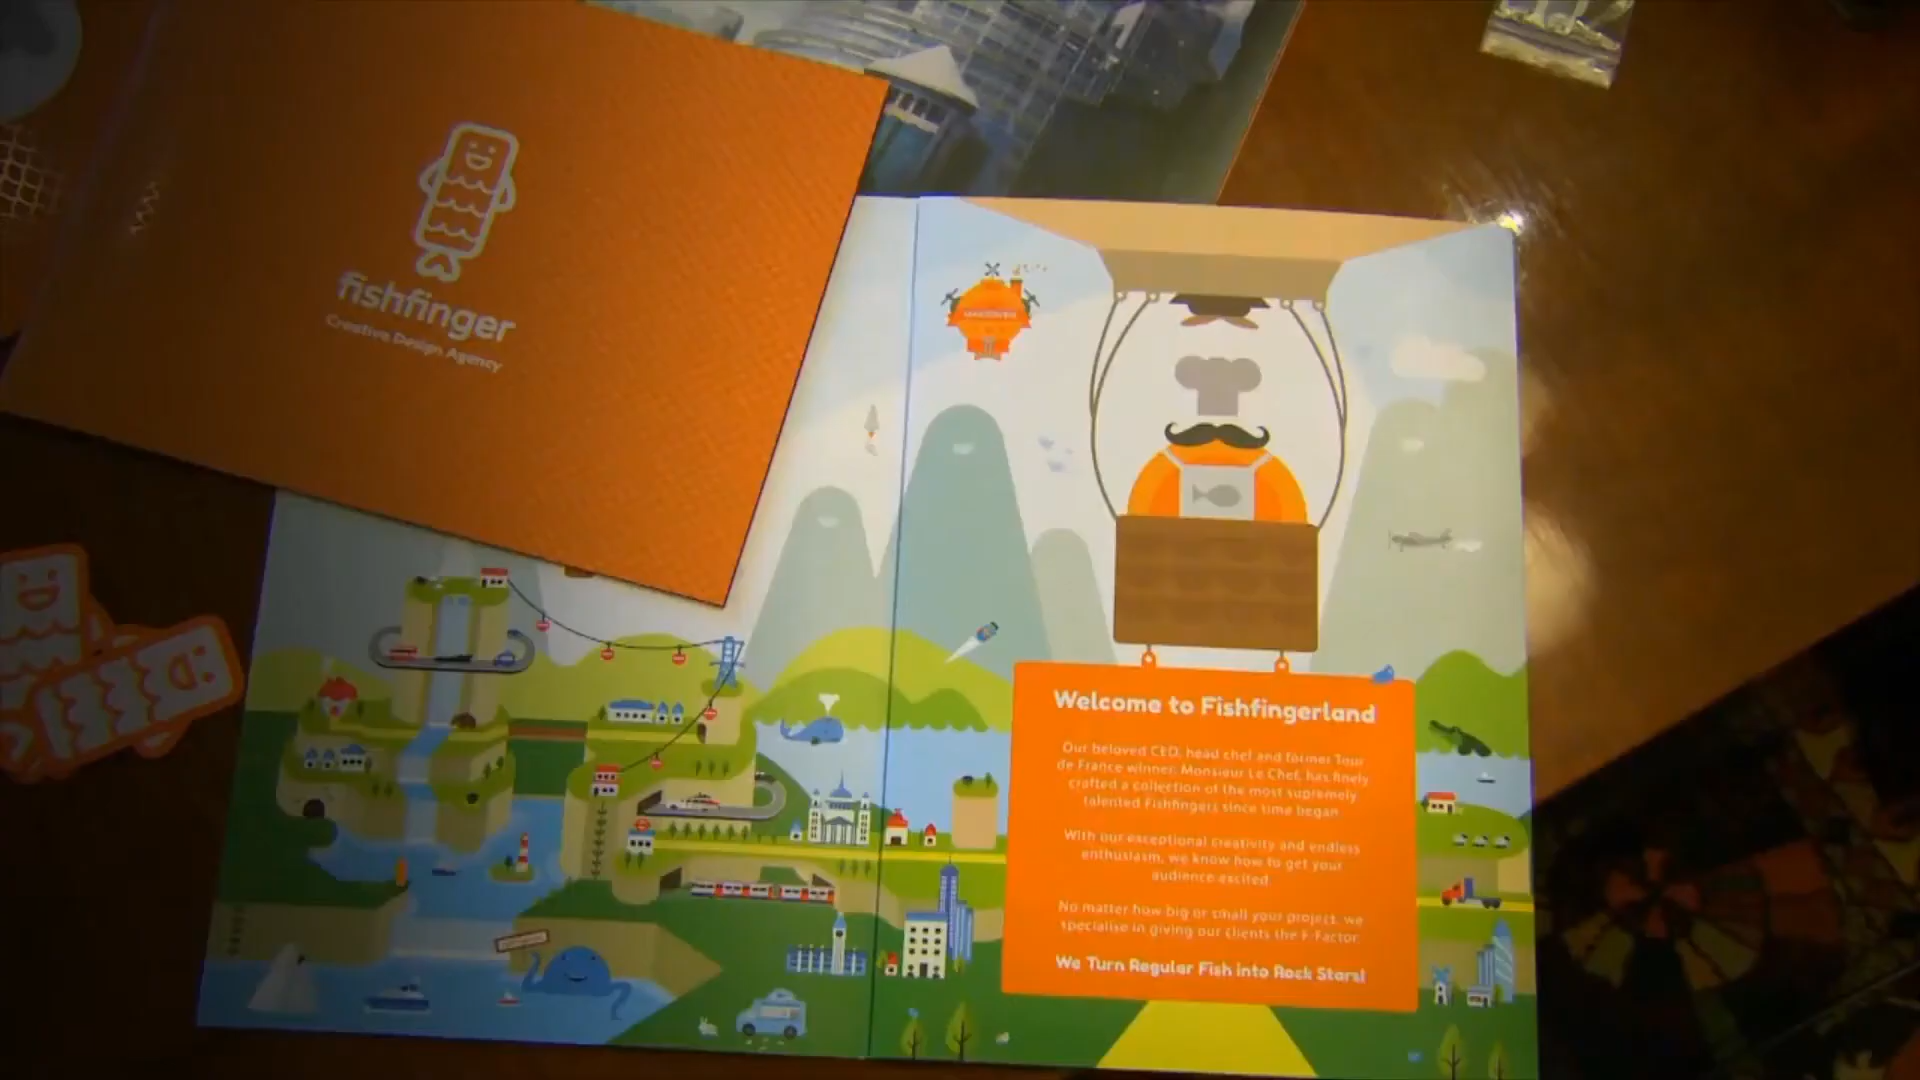 fishfinger
Creative Design Agency
Welcome to Fishfingerland
Our beloved CEO, head chef and former Tour
de France winner, Monsieur Le Chef, has finely
crafted a collection of the most supremely
talented Fishfingers since time began
With our exceptional creativity and endless
enthusiasm, we know how to get your
audience excited.
No matter how big or small your project, we
specialise in giving our clients the F-Factor.
We Turn Regular Fish into Rock Stars!